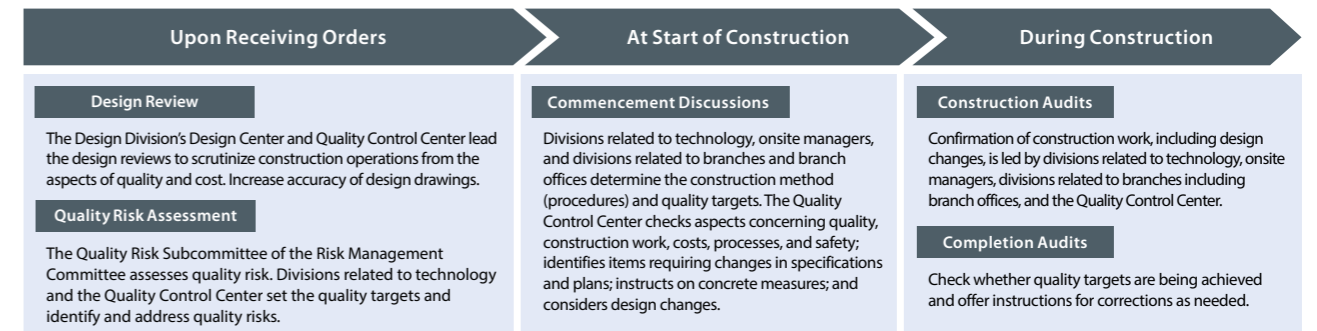 Upon Receiving Orders
Design Review
The Design Division's Design Center and Quality Control Center lead
the design reviews to scrutinize construction operations from the
aspects of quality and cost. Increase accuracy of design drawings.
Quality Risk Assessment
The Quality Risk Subcommittee of the Risk Management
Committee assesses quality risk. Divisions related to technology
and the Quality Control Center set the quality targets and
identify and address quality risks.
At Start of Construction
Commencement Discussions
Divisions related to technology, onsite managers,
and divisions related to branches and branch
offices determine the construction method
(procedures) and quality targets. The Quality
Control Center checks aspects concerning quality,
construction work, costs, processes, and safety;
identifies items requiring changes in specifications
and plans; instructs on concrete measures; and
considers design changes.
During Construction
Construction Audits
Confirmation of construction work, including design
changes, is led by divisions related to technology, onsite
managers, divisions related to branches including
branch offices, and the Quality Control Center.
Completion Audits
Check whether quality targets are being achieved
and offer instructions for corrections as needed.